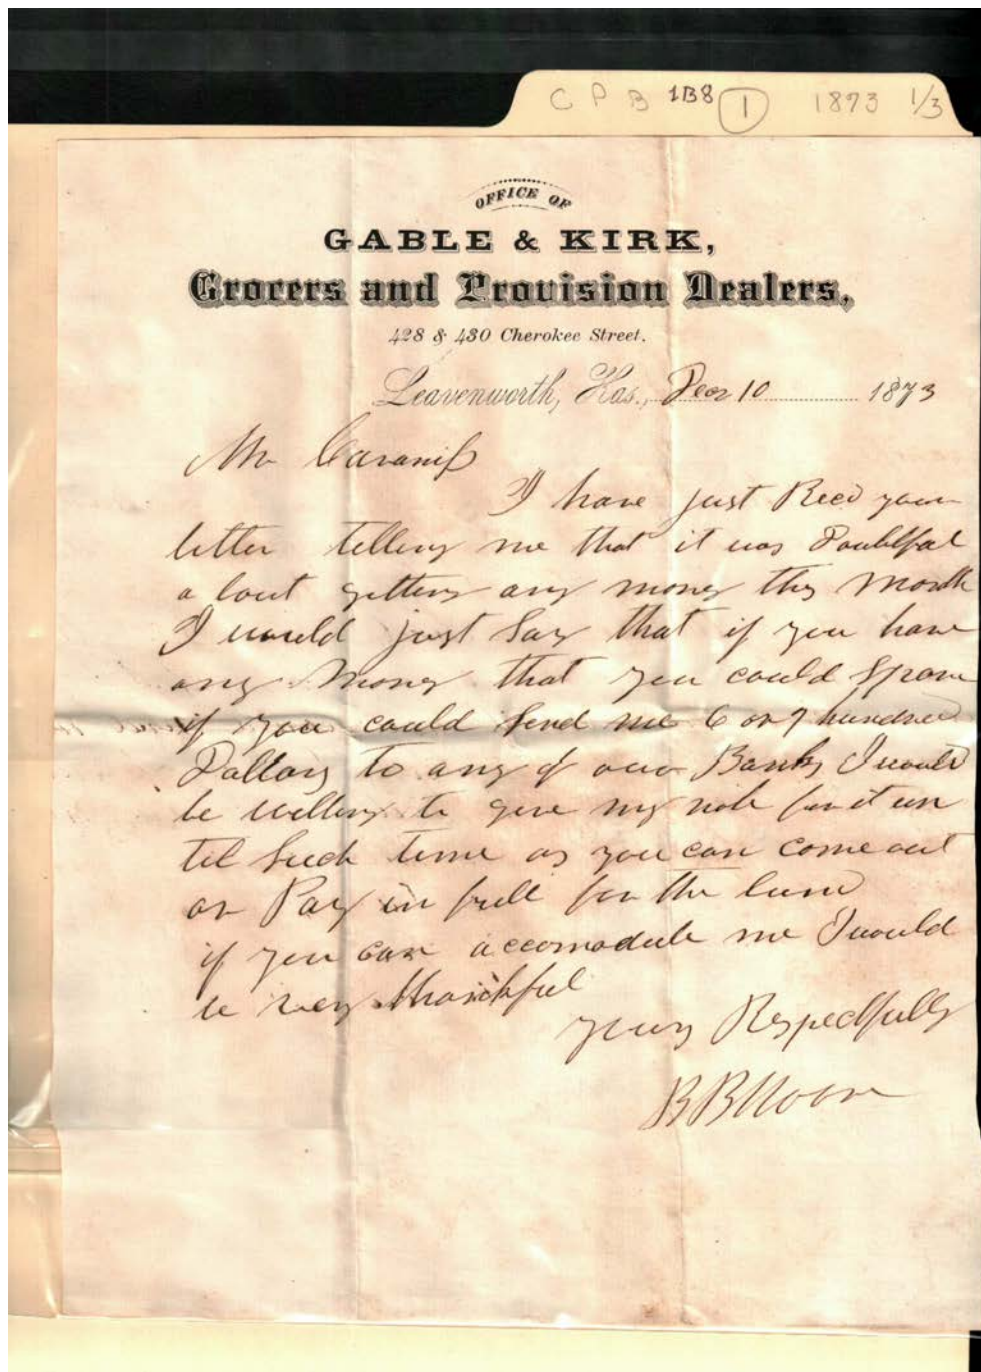 C P B 1B8 1 1873 1/3
OFFICE OF
GABLE & KIRK,
Grocers and Provision Dealers,
428 & 430 Cherokee Street.
Leavenworth, Kas., Dec 10 1873
Mr
I have just Recd your
letter telling me that it was Doubtful
a bout getting any money this Month
I would just Say that if you have
any Money that you could Spare
if you could Send me 6 or 7 hundred
Dollars to any of our Banks I would
be willing to give my note for it un
til Such time as you can come out
or Pay in full for the land
if you can accomodate me I would
be very thankful
yours Respectfully
B B Moore